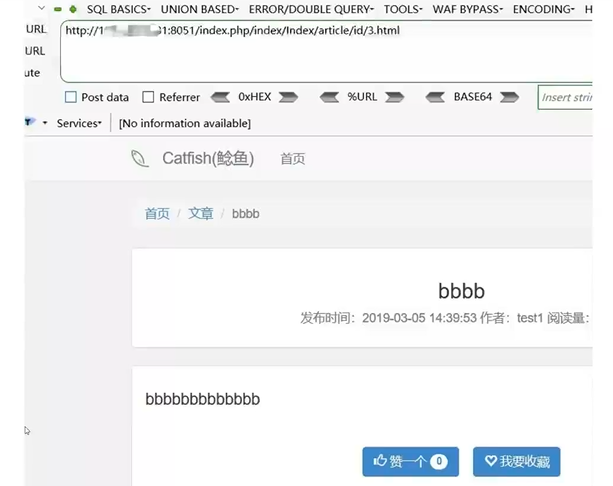 SQL BASICS▾ UNION BASED▾ ERROR/DOUBLE QUERY▾ TOOLS▾ WAF BYPASS▾ ENCODING▾ H
URL http://1 31:8051/index.php/index/Index/article/id/3.html
URL
ute
Post data Referrer 0xHEX %URL BASE64 Insert strin
Services▾ [No information available]
Catfish(鲶鱼) 首页
首页 / 文章 / bbbb
bbbb
发布时间：2019-03-05 14:39:53 作者：test1 阅读量：
bbbbbbbbbbbbb
赞一个 0 我要收藏